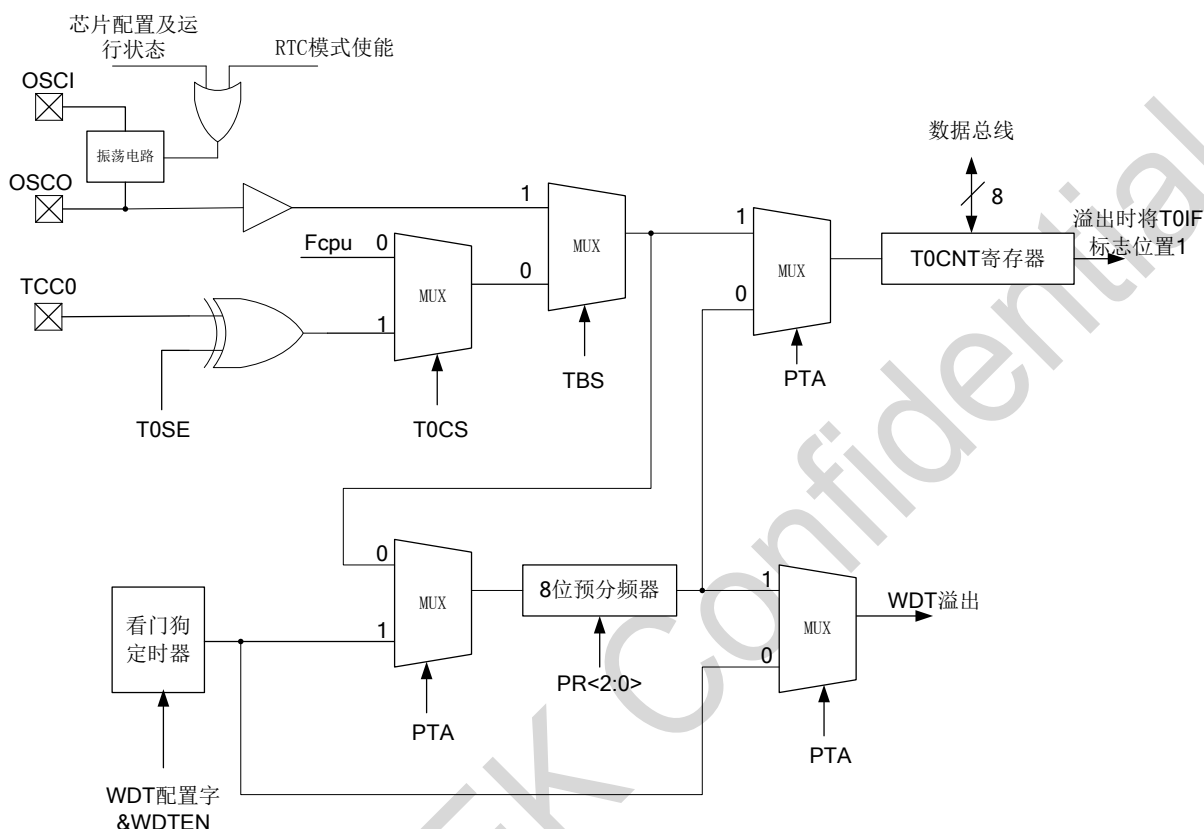 芯片配置及运
行状态
RTC模式使能
OSCI
振荡电路
OSCO
TCC0
T0SE
Fcpu
0
1
MUX
T0CS
1
0
MUX
TBS
1
0
MUX
PTA
数据总线
8
T0CNT寄存器
溢出时将T0IF
标志位置1
看门狗
定时器
WDT配置字
&WDTEN
0
1
MUX
PTA
8位预分频器
PR<2:0>
1
0
MUX
PTA
WDT溢出
EK Confidential